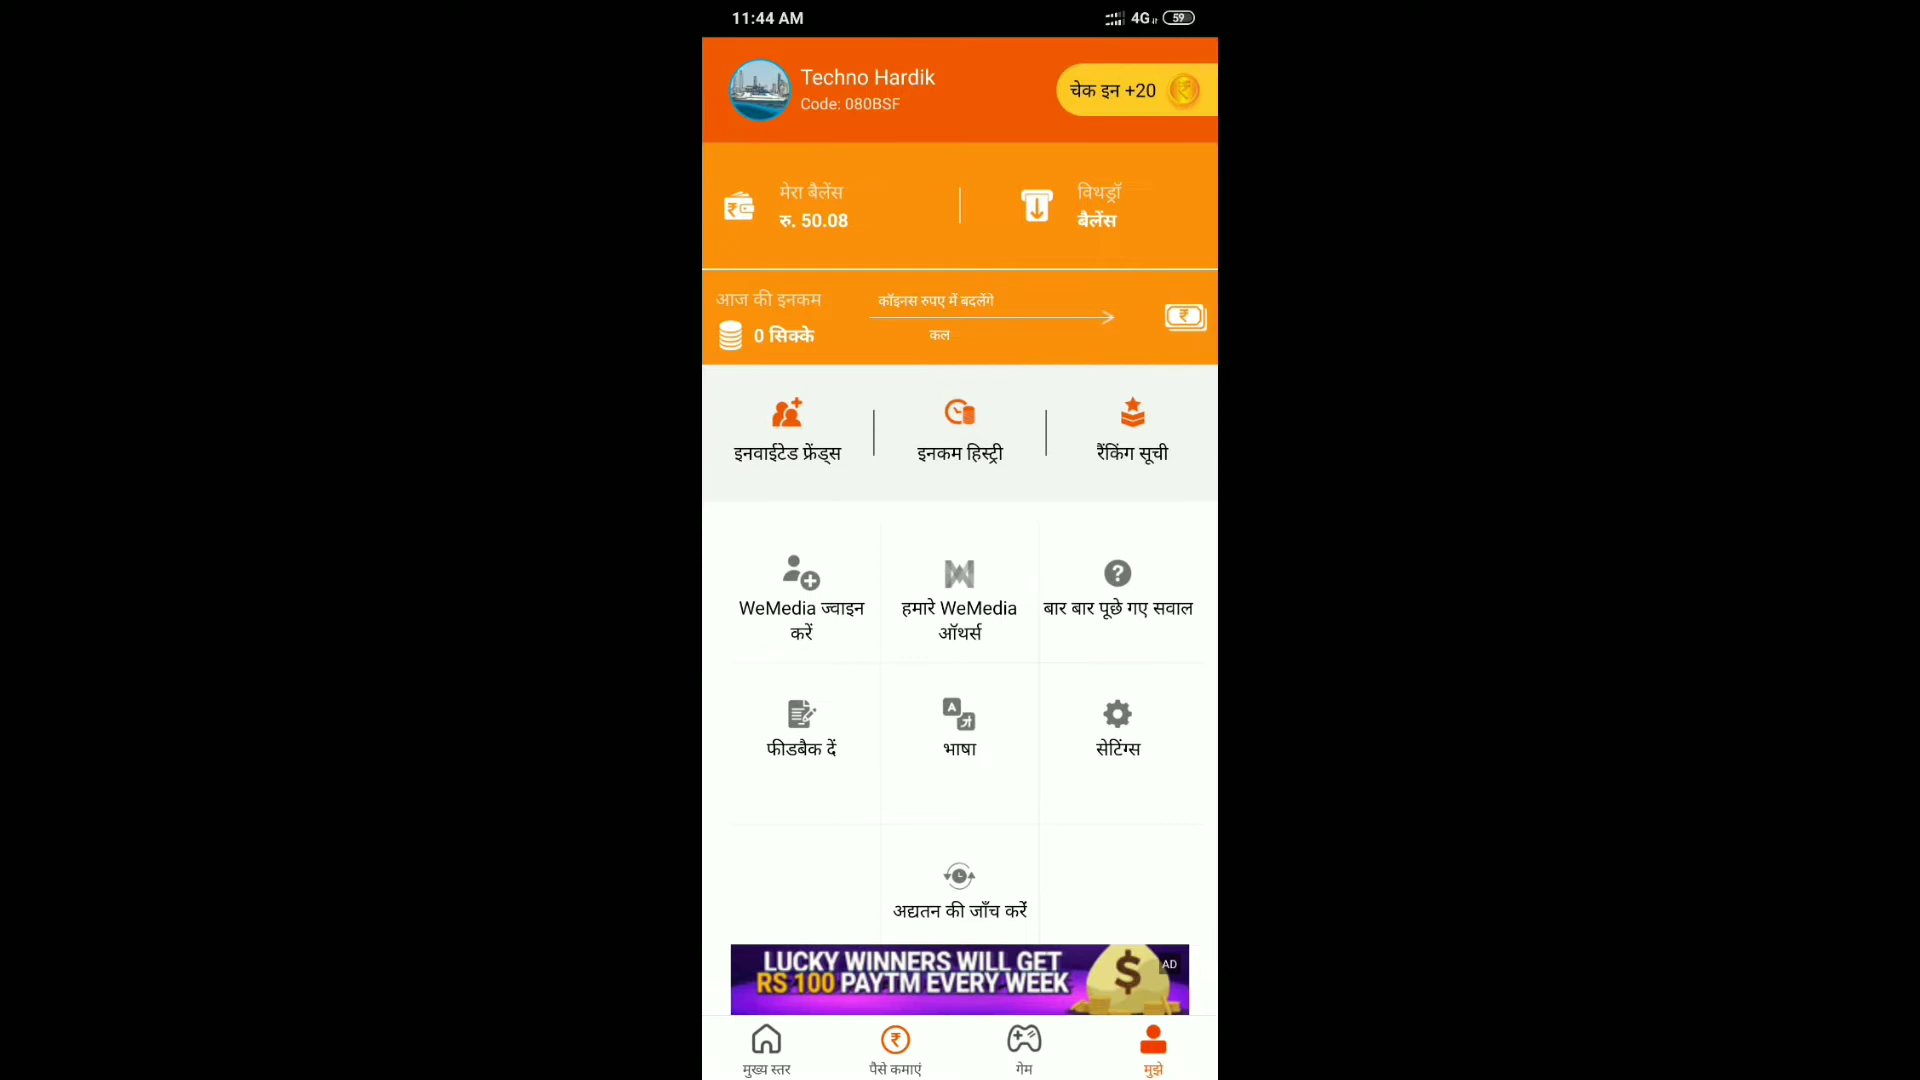 11:44 AM
4G
59
Techno Hardik
Code: 080BSF
चेक इन +20
मेरा बैलेंस
रु. 50.08
विथड्रॉ
बैलेंस
आज की इनकम
0 सिक्के
कॉइनस रुपए में बदलेंगे
कल
इनवाईटेड फ्रेंड्स
इनकम हिस्ट्री
रैंकिंग सूची
WeMedia ज्वाइन
करें
हमारे WeMedia
ऑथर्स
बार बार पूछे गए सवाल
फीडबैक दें
भाषा
सेटिंग्स
अद्यतन की जाँच करें
LUCKY WINNERS WILL GET
RS 100 PAYTM EVERY WEEK
AD
मुख्य स्तर
पैसे कमाएं
गेम
मुझे